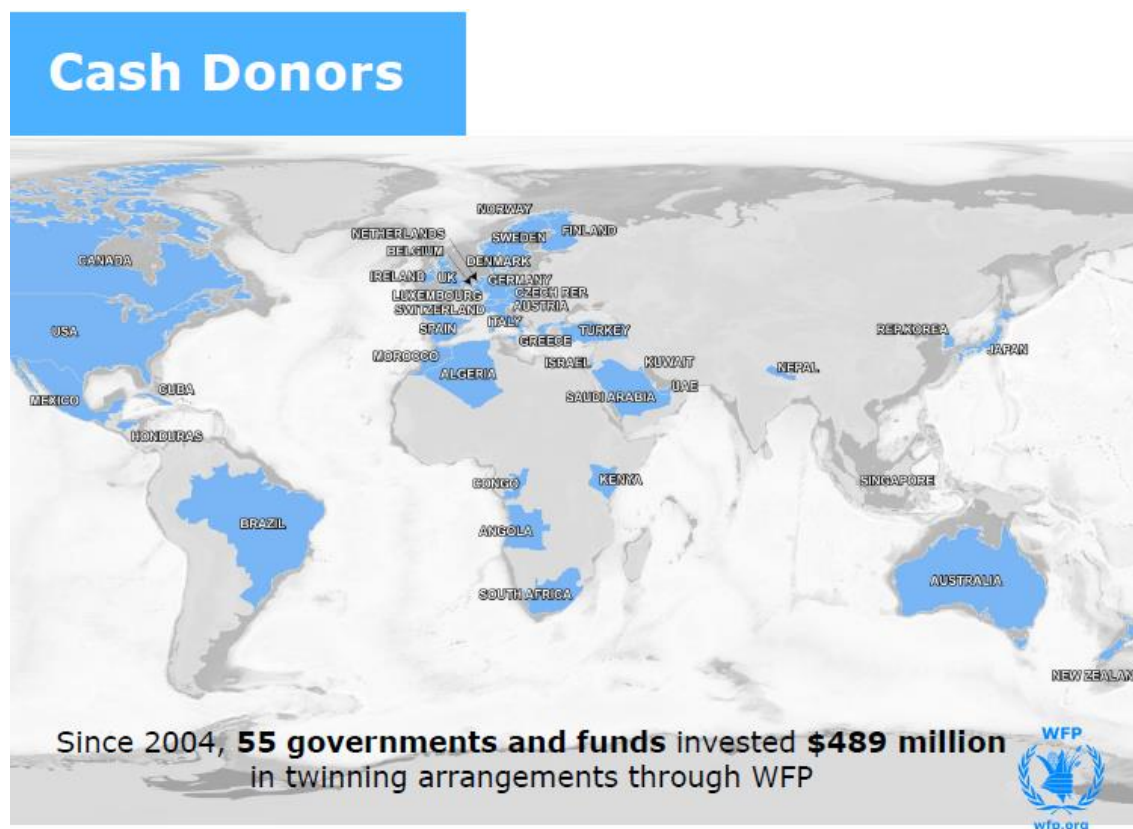 Cash Donors
NORWAY
NETHERLANDS
SWEDEN
FINLAND
BELGIUM
DENMARK
CANADA
IRELAND
UK
GERMANY
LUXEMBOURG
CZECH REP.
SWITZERLAND
AUSTRIA
USA
SPAIN
ITALY
TURKEY
REP.KOREA
GREECE
JAPAN
MOROCCO
ISRAEL
KUWAIT
ALGERIA
NEPAL
CUBA
UAE
MEXICO
SAUDI ARABIA
HONDURAS
CONGO
KENYA
SINGAPORE
BRAZIL
ANGOLA
AUSTRALIA
SOUTH AFRICA
NEW ZEALAN
Since 2004, 55 governments and funds invested $489 million
in twinning arrangements through WFP
WFP
wfp.org